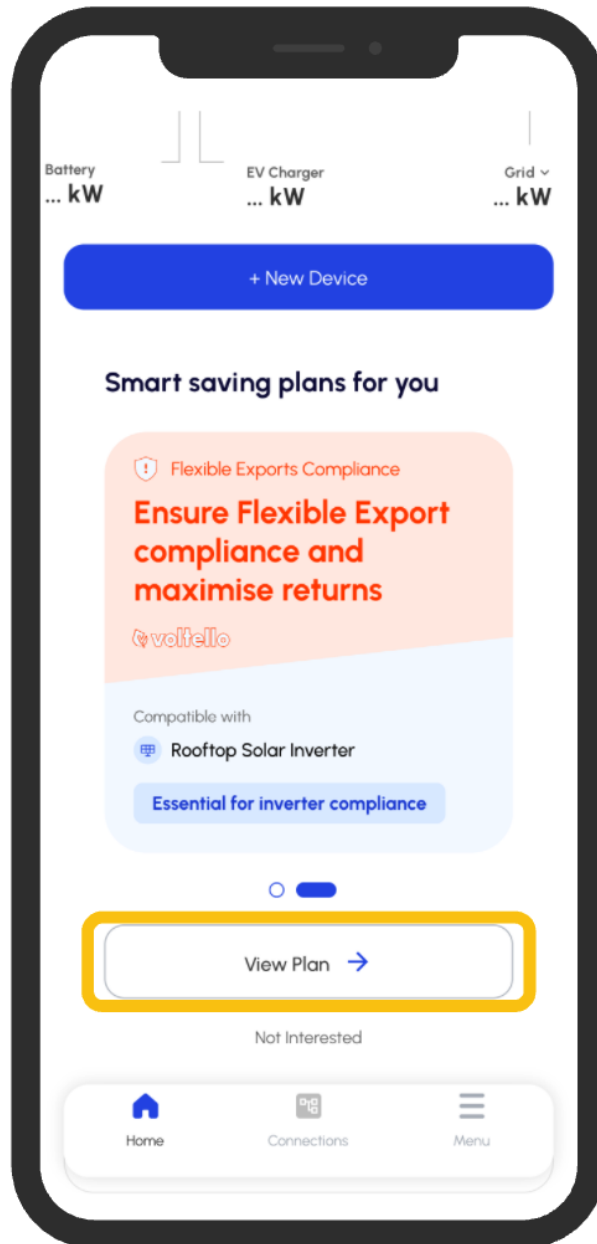 Battery
... kW
EV Charger
... kW
Grid
... kW
+ New Device
Smart saving plans for you
Flexible Exports Compliance
Ensure Flexible Export
compliance and
maximise returns
voltello
Compatible with
Rooftop Solar Inverter
Essential for inverter compliance
View Plan →
Not Interested
Home
Connections
Menu